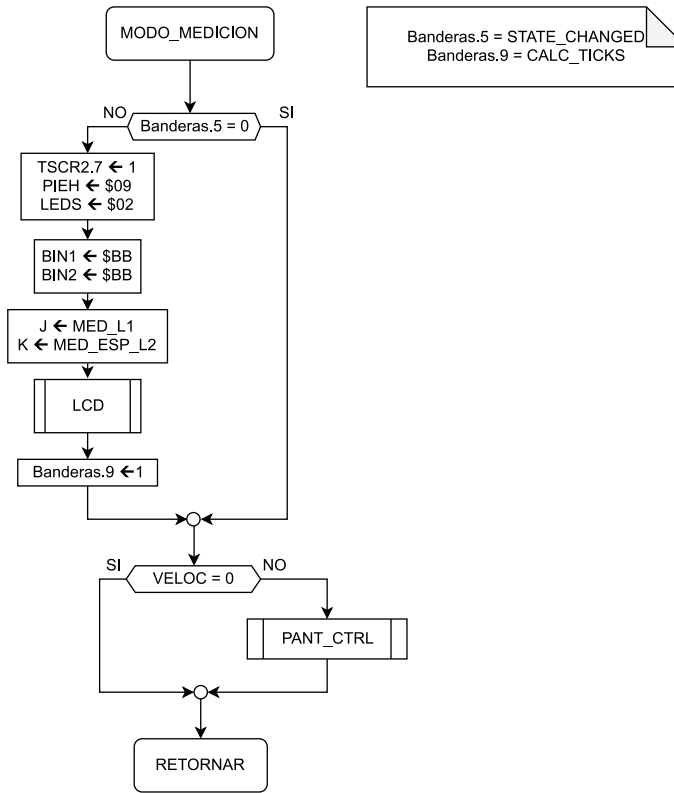 MODO_MEDICION
Banderas.5 = STATE_CHANGED
Banderas.9 = CALC_TICKS
NO
Banderas.5 = 0
SI
TSCR2.7 ← 1
PIEH ← $09
LEDS ← $02
BIN1 ← $BB
BIN2 ← $BB
J ← MED_L1
K ← MED_ESP_L2
LCD
Banderas.9 ←1
SI
VELOC = 0
NO
PANT_CTRL
RETORNAR